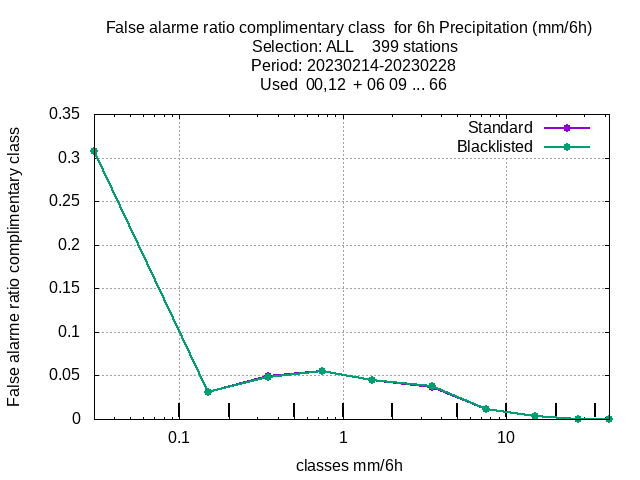 False alarme ratio complimentary class  for 6h Precipitation (mm/6h)
Selection: ALL    399 stations
Period: 20230214-20230228
Used  00,12  + 06 09 ... 66
Standard
Blacklisted
False alarme ratio complimentary class
0.35
0.3
0.25
0.2
0.15
0.1
0.05
0
0.1 1 10
classes mm/6h